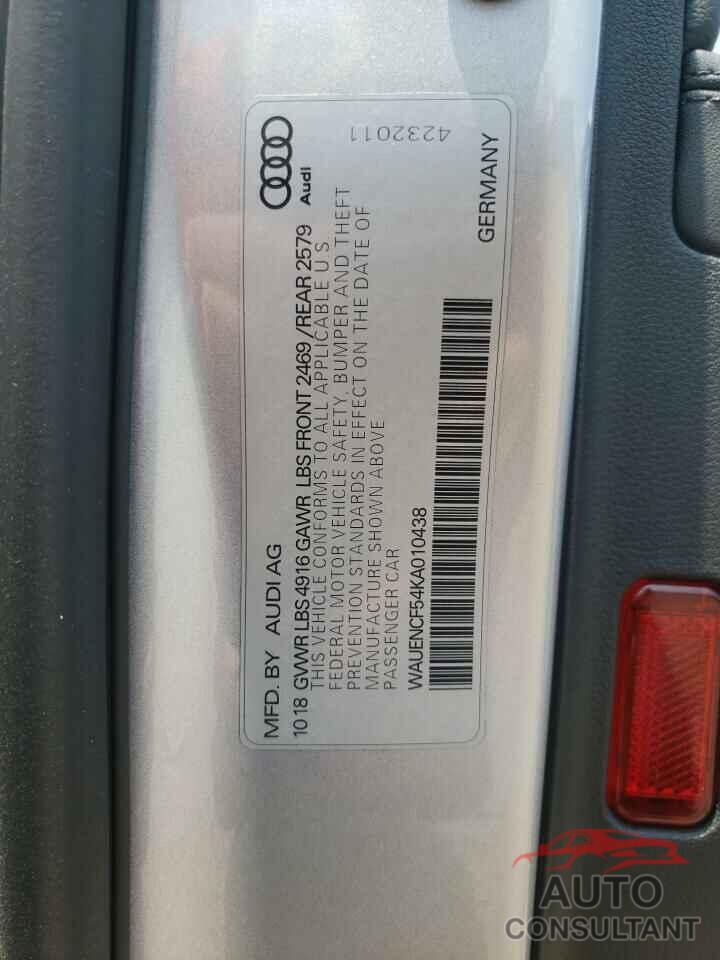 4232011
Audi
MFD. BY AUDI AG
10 18 GVWR LBS 4916 GAWR LBS FRONT 2469 /REAR 2579
THIS VEHICLE CONFORMS TO ALL APPLICABLE U S
FEDERAL MOTOR VEHICLE SAFETY, BUMPER AND THEFT
PREVENTION STANDARDS IN EFFECT ON THE DATE OF
MANUFACTURE SHOWN ABOVE
PASSENGER CAR
WAUENCF54KA010438
GERMANY
AUTO
CONSULTANT